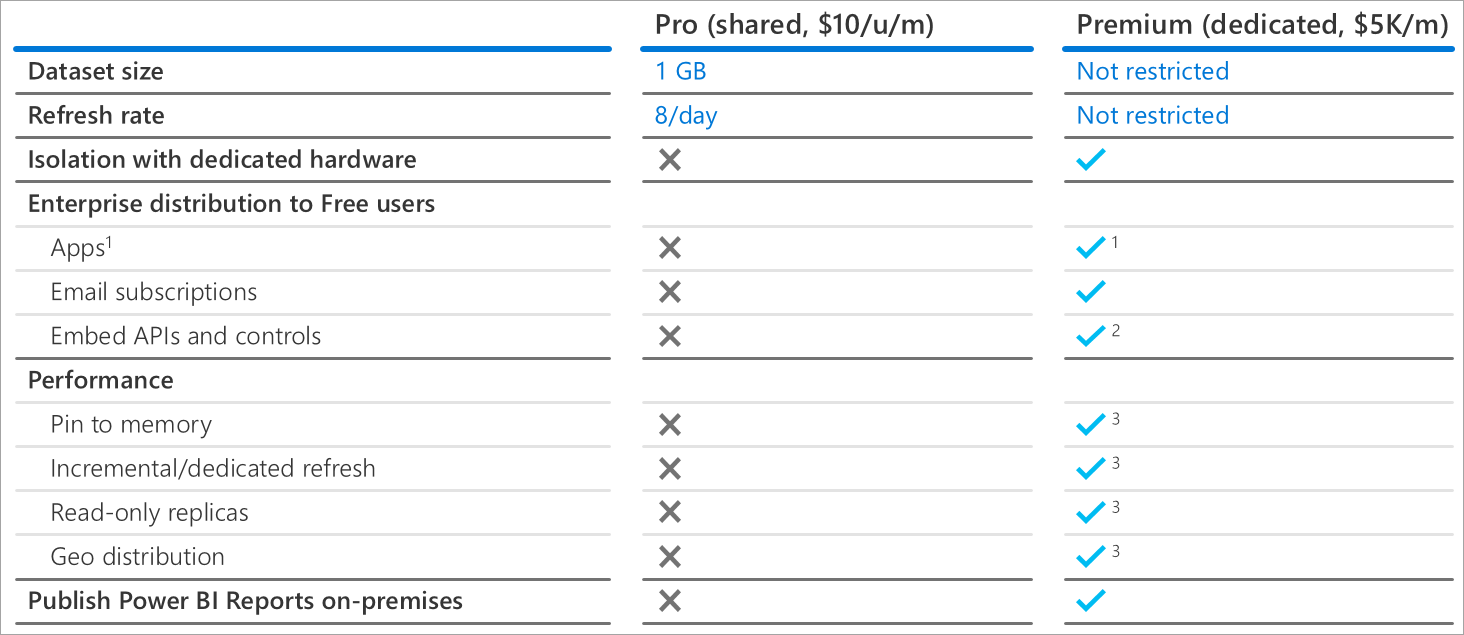 Pro (shared, $10/u/m) Premium (dedicated, $5K/m)
Dataset size 1 GB Not restricted
Refresh rate 8/day Not restricted
Isolation with dedicated hardware
Enterprise distribution to Free users
Apps1 1
Email subscriptions
Embed APIs and controls 2
Performance
Pin to memory 3
Incremental/dedicated refresh 3
Read-only replicas 3
Geo distribution 3
Publish Power BI Reports on-premises